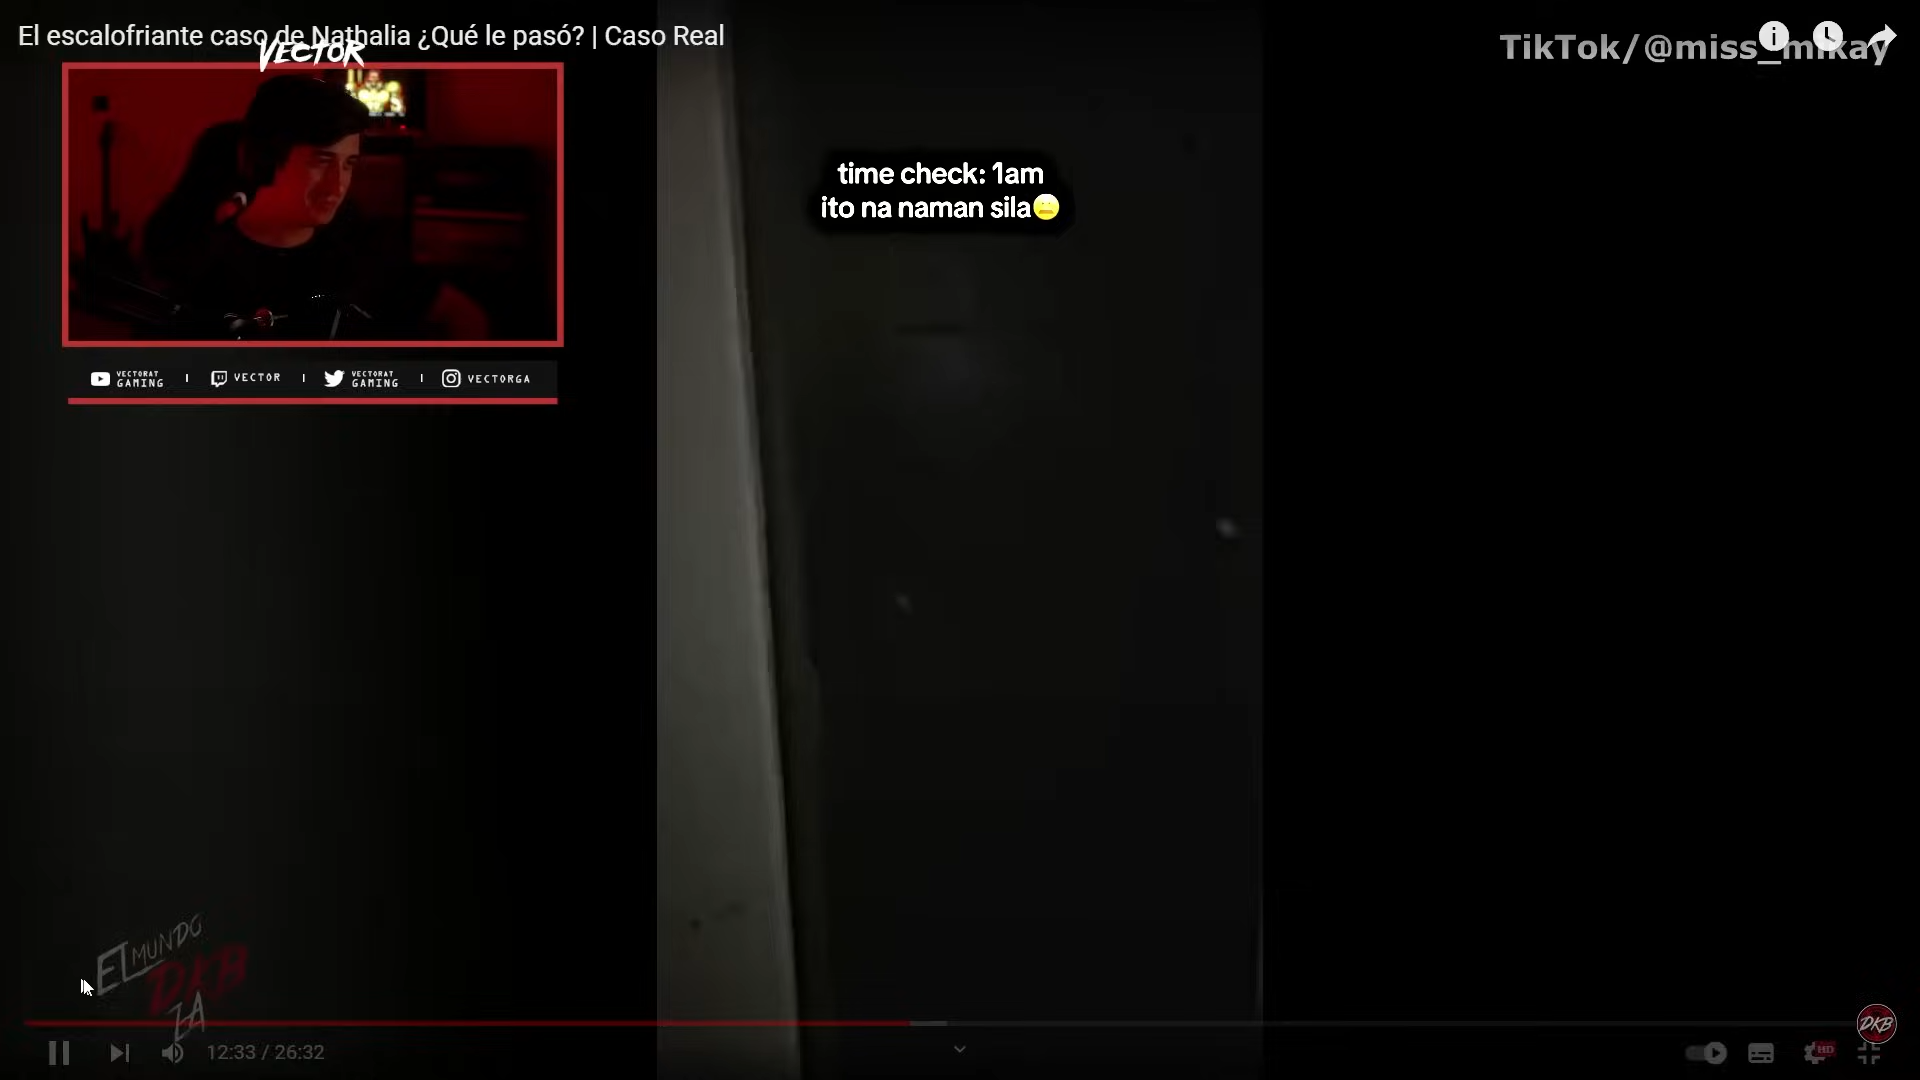 El escalofriante caso de Nathalia ¿Qué le pasó? | Caso Real
VECTOR
TikTok/@miss_mikay
time check: 1am
ito na naman sila
VECTORAT GAMING
VECTOR
VECTORAT GAMING
VECTORGA
EL MUNDO
DKB
ZA
DKB
12:33 / 26:32
HD